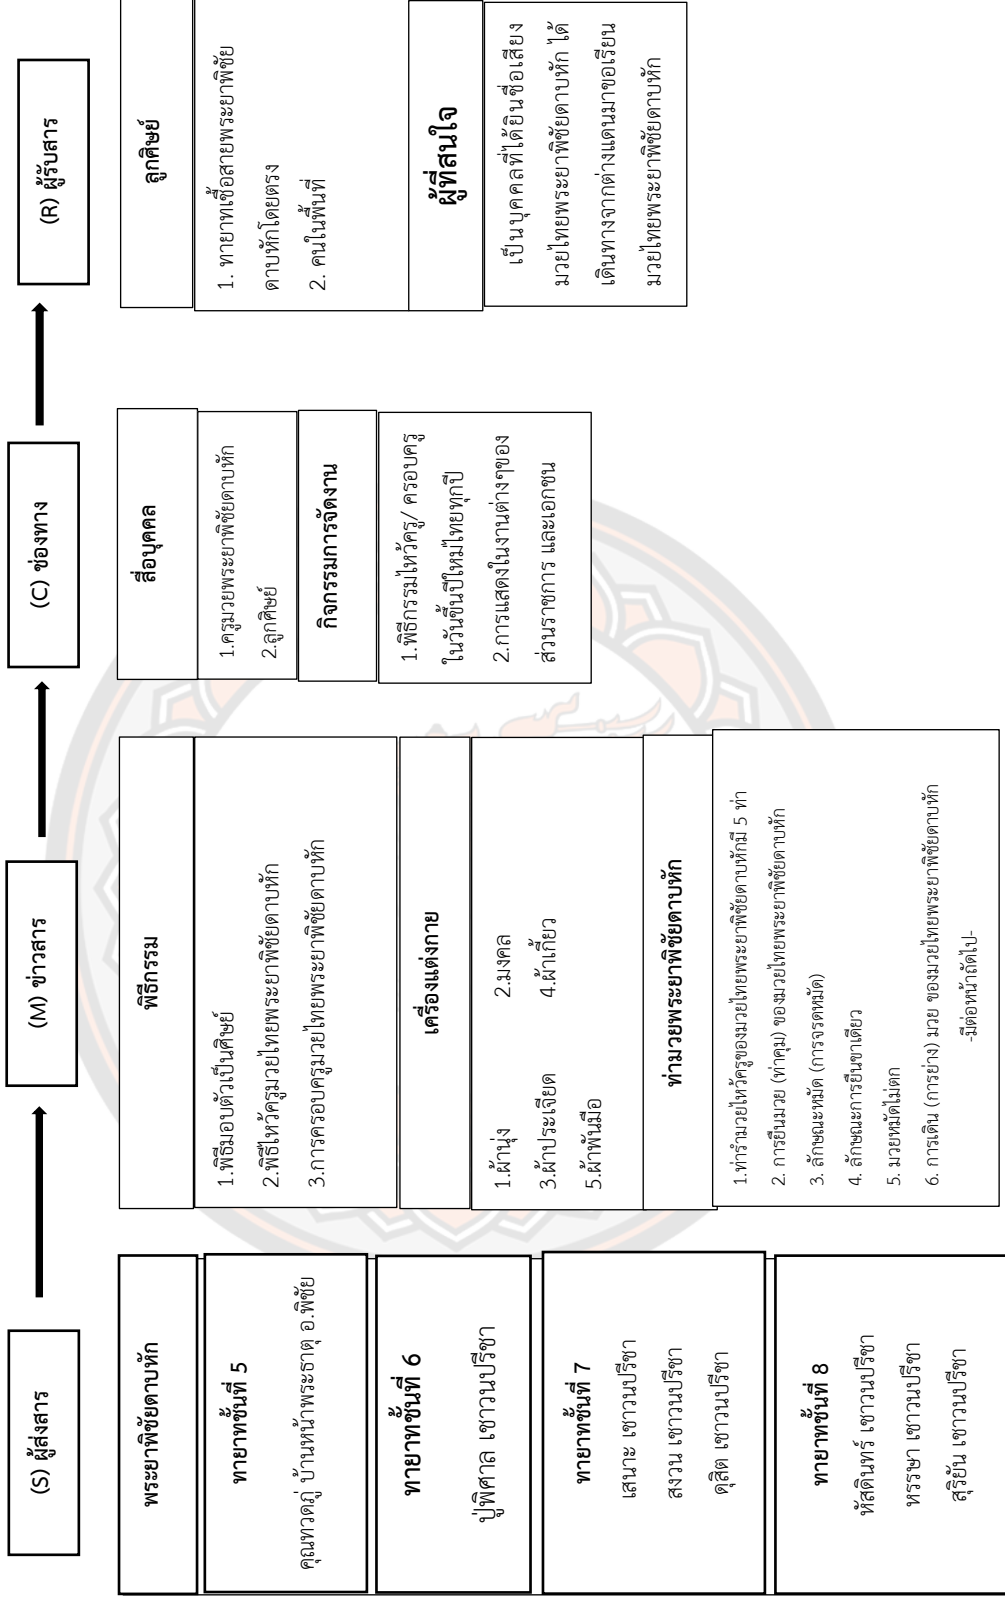 (S) ผู้ส่งสาร
(M) ข่าวสาร
(C) ช่องทาง
(R) ผู้รับสาร
พระยาพิชัยดาบหัก
ทายาทชั้นที่ 5
คุณทวดภู่ บ้านหน้าพระธาตุ อ.พิชัย
ทายาทชั้นที่ 6
ปู่พิศาล เชาวนปรีชา
ทายาทชั้นที่ 7
เสนาะ เชาวนปรีชา
สงวน เชาวนปรีชา
ดุสิต เชาวนปรีชา
ทายาทชั้นที่ 8
หัสดินทร์ เชาวนปรีชา
หรรษา เชาวนปรีชา
สุริยัน เชาวนปรีชา
พิธีกรรม
1.พิธีมอบตัวเป็นศิษย์
2.พิธีไหว้ครูมวยไทยพระยาพิชัยดาบหัก
3.การครอบครูมวยไทยพระยาพิชัยดาบหัก
เครื่องแต่งกาย
1.ผ้านุ่ง 2.มงคล
3.ผ้าประเจียด 4.ผ้าเกี้ยว
5.ผ้าพันมือ
ท่ามวยพระยาพิชัยดาบหัก
1.ท่ารำมวยไหว้ครูของมวยไทยพระยาพิชัยดาบหักมี 5 ท่า
2. การยืนมวย (ท่าคุม) ของมวยไทยพระยาพิชัยดาบหัก
3. ลักษณะหมัด (การจรดหมัด)
4. ลักษณะการยืนขาเดียว
5. มวยหมัดไม่ตก
6. การเดิน (การย่าง) มวย ของมวยไทยพระยาพิชัยดาบหัก
-มีต่อหน้าถัดไป-
สื่อบุคคล
1.ครูมวยพระยาพิชัยดาบหัก
2.ลูกศิษย์
กิจกรรมการจัดงาน
1.พิธีกรรมไหว้ครู/ ครอบครู
ในวันขึ้นปีใหม่ไทยทุกปี
2.การแสดงในงานต่างๆของ
ส่วนราชการ และเอกชน
ลูกศิษย์
1. ทายาทเชื้อสายพระยาพิชัย
ดาบหักโดยตรง
2. คนในพื้นที่
ผู้ที่สนใจ
เป็นบุคคลที่ได้ยินชื่อเสียง
มวยไทยพระยาพิชัยดาบหัก ได้
เดินทางจากต่างแดนมาขอเรียน
มวยไทยพระยาพิชัยดาบหัก